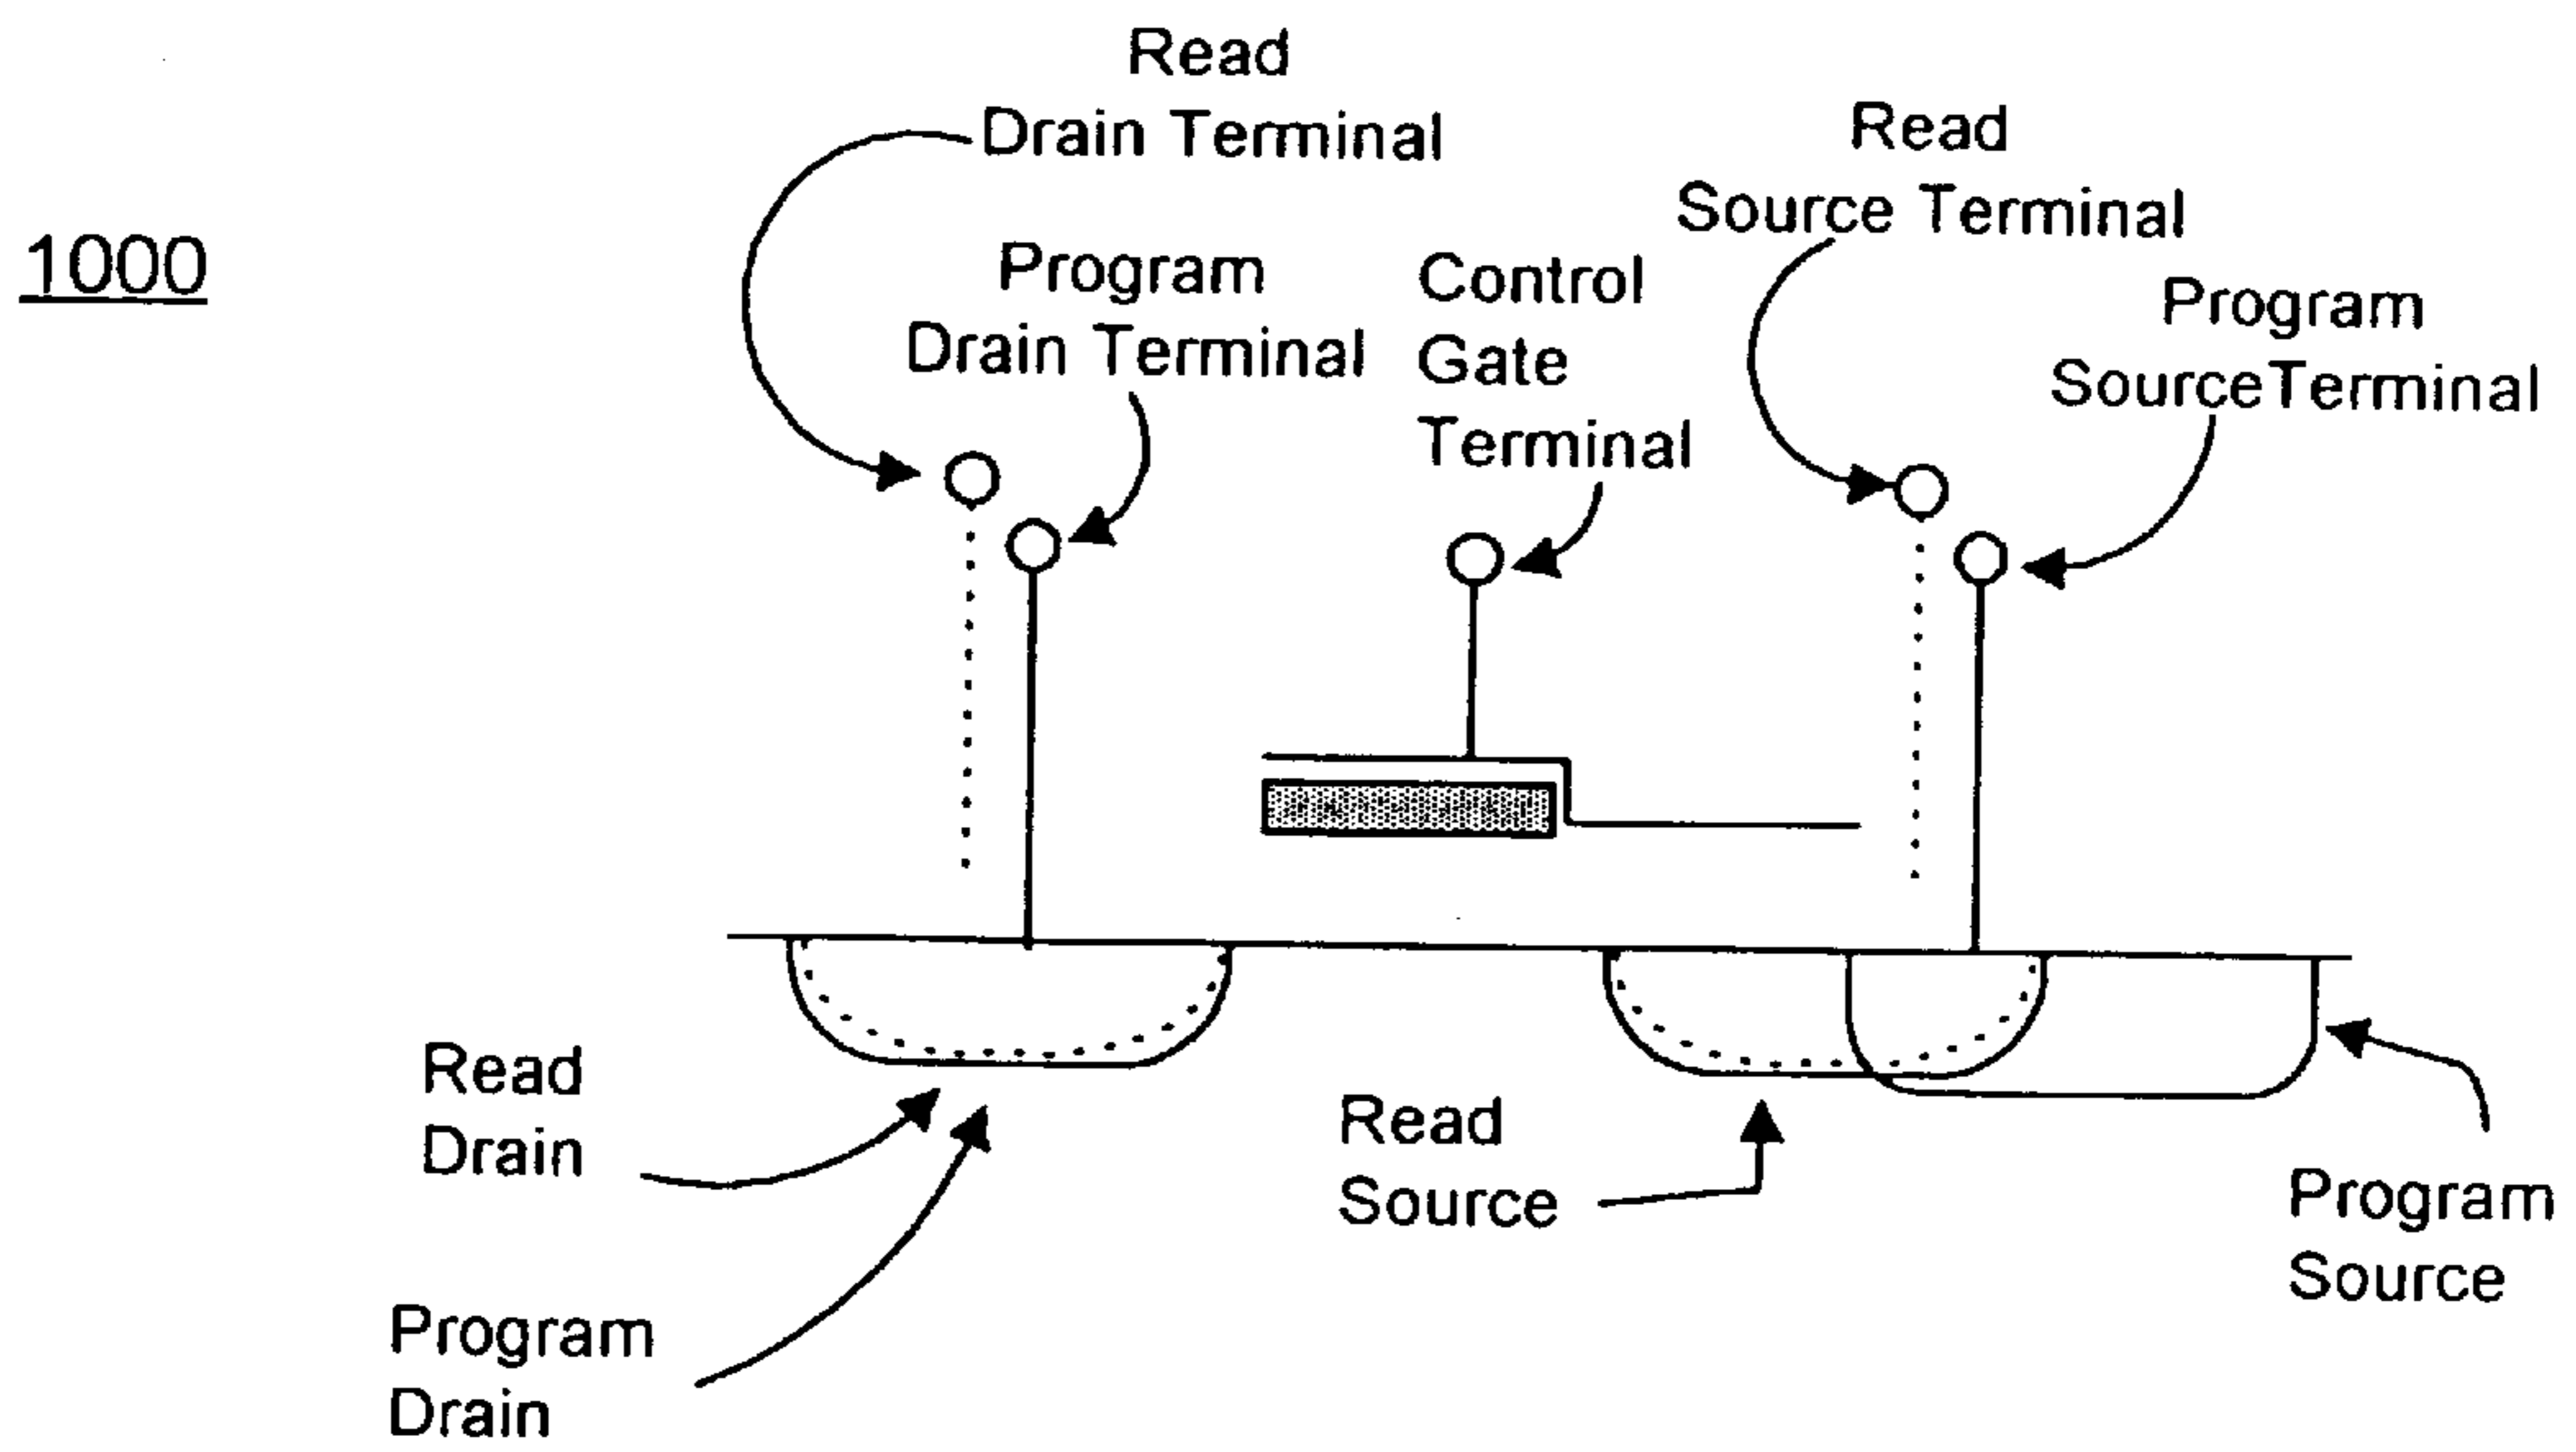 Read
Drain Terminal
Read
Source Terminal
1000
Program
Drain Terminal
Control
Gate
Terminal
Program
SourceTerminal
Read
Drain
Read
Source
Program
Source
Program
Drain